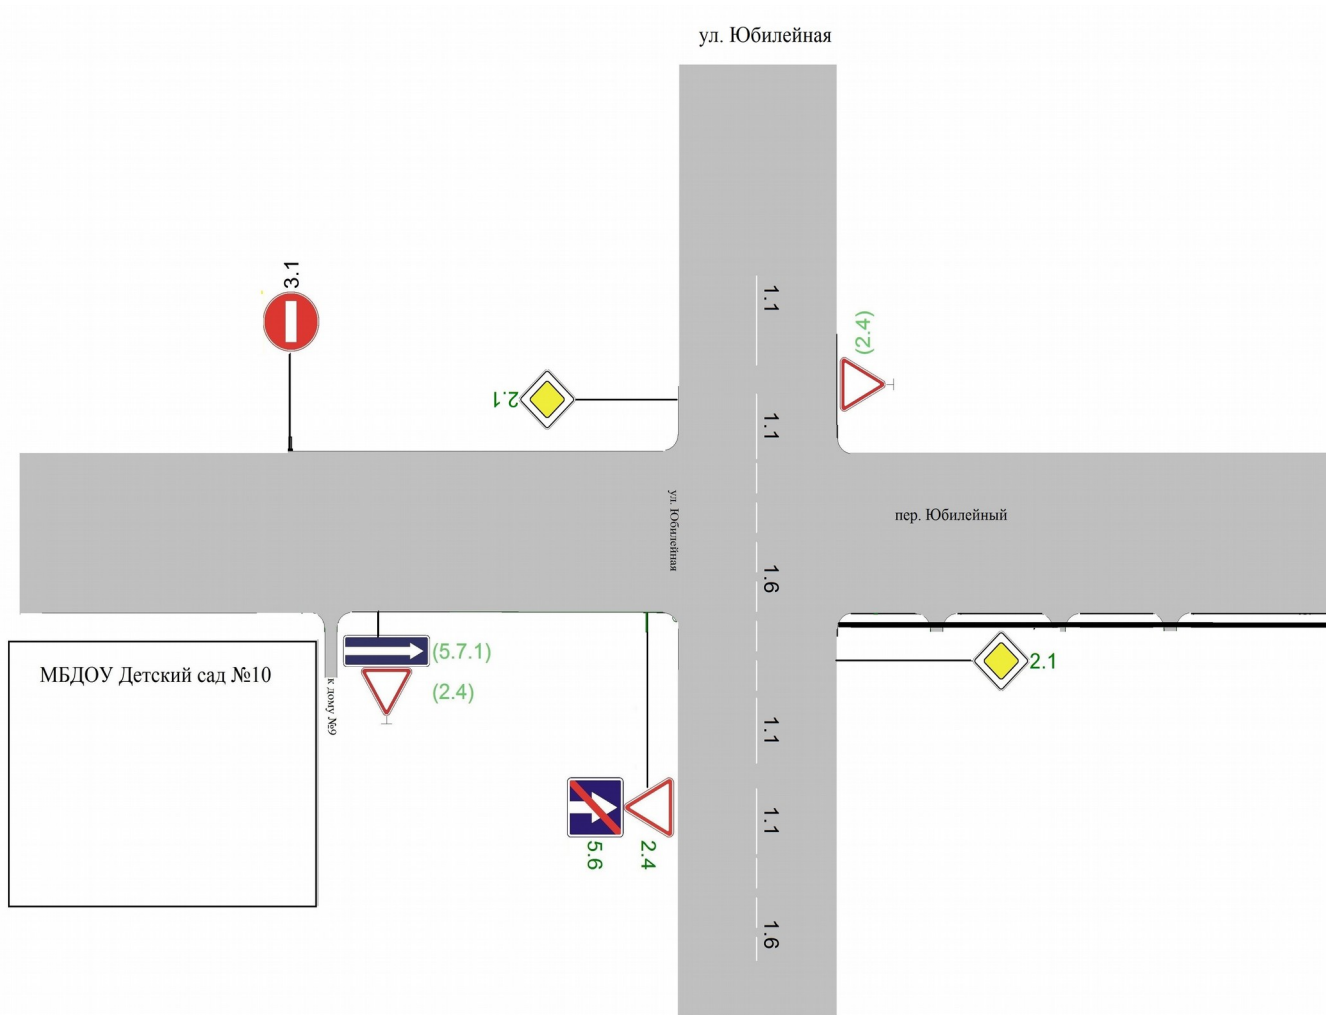 ул. Юбилейная
3.1
1.1
(2.4)
2.1
1.1
ул. Юбилейная
пер. Юбилейный
1.6
(5.7.1)
2.1
МБДОУ Детский сад №10
(2.4)
к дому №9
1.1
1.1
5.6
2.4
1.6